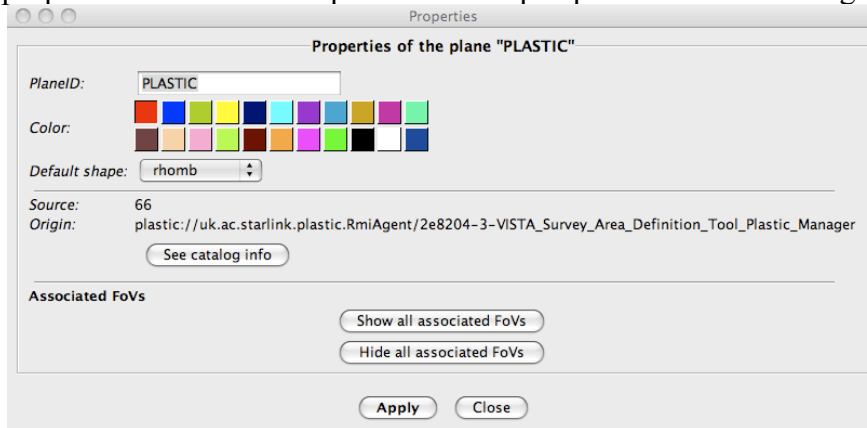 Properties
Properties of the plane "PLASTIC"
PlaneID: PLASTIC
Color:
Default shape: rhomb
Source: 66
Origin: plastic://uk.ac.starlink.plastic.RmiAgent/2e8204-3-VISTA_Survey_Area_Definition_Tool_Plastic_Manager
See catalog info
Associated FoVs
Show all associated FoVs
Hide all associated FoVs
Apply Close